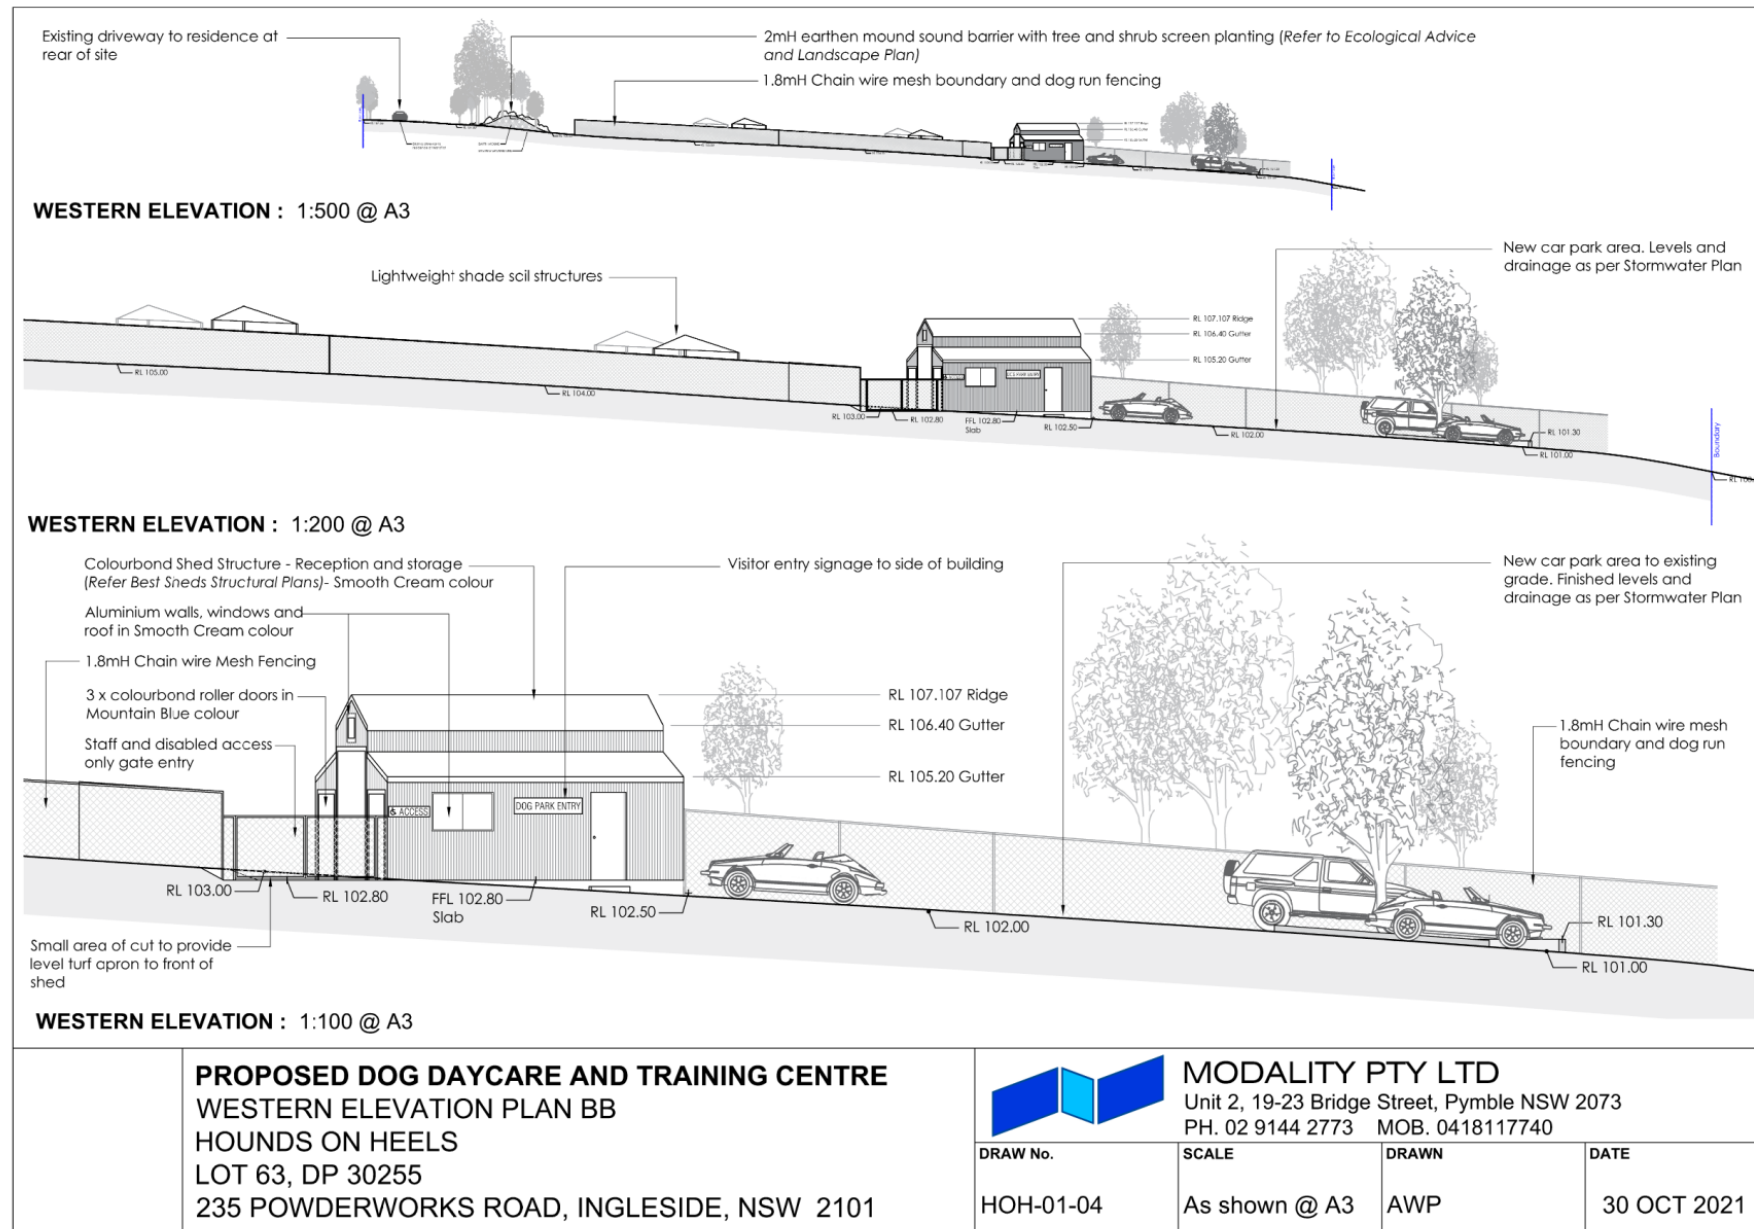 Existing driveway to residence at
rear of site
2mH earthen mound sound barrier with tree and shrub screen planting (Refer to Ecological Advice
and Landscape Plan)
1.8mH Chain wire mesh boundary and dog run fencing
WESTERN ELEVATION : 1:500 @ A3
New car park area. Levels and
drainage as per Stormwater Plan
Lightweight shade scil structures
RL 107.107 Ridge
RL 106.40 Gutter
RL 105.20 Gutter
RL 105.00
RL 104.00
RL 103.00
RL 102.80
FFL 102.80
Slab
RL 102.50
RL 102.00
RL 101.30
RL 101.00
Boundary
WESTERN ELEVATION : 1:200 @ A3
Colourbond Shed Structure - Reception and storage
(Refer Best Sheds Structural Plans)- Smooth Cream colour
Visitor entry signage to side of building
New car park area to existing
grade. Finished levels and
drainage as per Stormwater Plan
Aluminium walls, windows and
roof in Smooth Cream colour
1.8mH Chain wire Mesh Fencing
3 x colourbond roller doors in
Mountain Blue colour
Staff and disabled access
only gate entry
RL 107.107 Ridge
RL 106.40 Gutter
RL 105.20 Gutter
1.8mH Chain wire mesh
boundary and dog run
fencing
ACCESS
DOG PARK ENTRY
RL 103.00
RL 102.80
FFL 102.80
Slab
RL 102.50
RL 102.00
RL 101.30
RL 101.00
Small area of cut to provide
level turf apron to front of
shed
WESTERN ELEVATION : 1:100 @ A3
PROPOSED DOG DAYCARE AND TRAINING CENTRE
WESTERN ELEVATION PLAN BB
HOUNDS ON HEELS
LOT 63, DP 30255
235 POWDERWORKS ROAD, INGLESIDE, NSW 2101
MODALITY PTY LTD
Unit 2, 19-23 Bridge Street, Pymble NSW 2073
PH. 02 9144 2773 MOB. 0418117740
DRAW No.
HOH-01-04
SCALE
As shown @ A3
DRAWN
AWP
DATE
30 OCT 2021